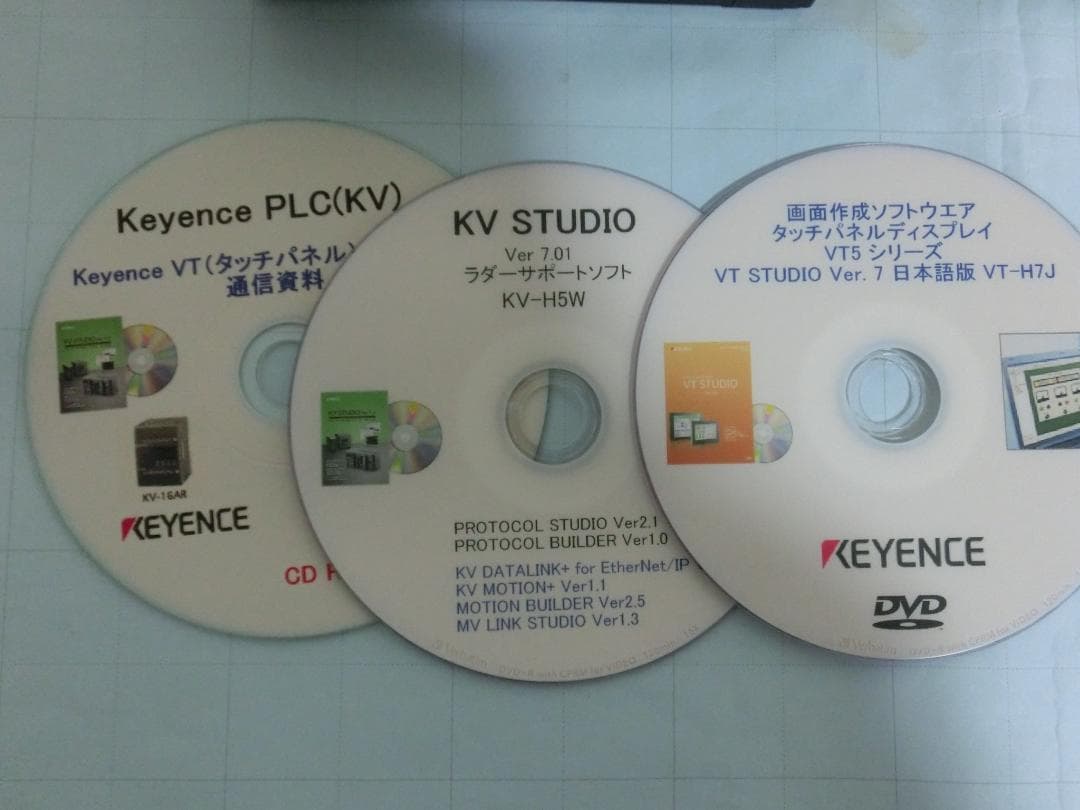 Keyence PLC(KV)
Keyence VT(タッチパネル)
通信資料
KV-16AR
KEYENCE
CD
KV STUDIO
Ver 7.01
ラダーサポートソフト
KV-H5W
KV STUDIO
PROTOCOL STUDIO Ver2.1
PROTOCOL BUILDER Ver1.0
KV DATALINK+ for EtherNet/IP
KV MOTION+ Ver1.1
MOTION BUILDER Ver2.5
MV LINK STUDIO Ver1.3
画面作成ソフトウエア
タッチパネルディスプレイ
VT5 シリーズ
VT STUDIO Ver. 7 日本語版 VT-H7J
VT STUDIO
KEYENCE
DVD